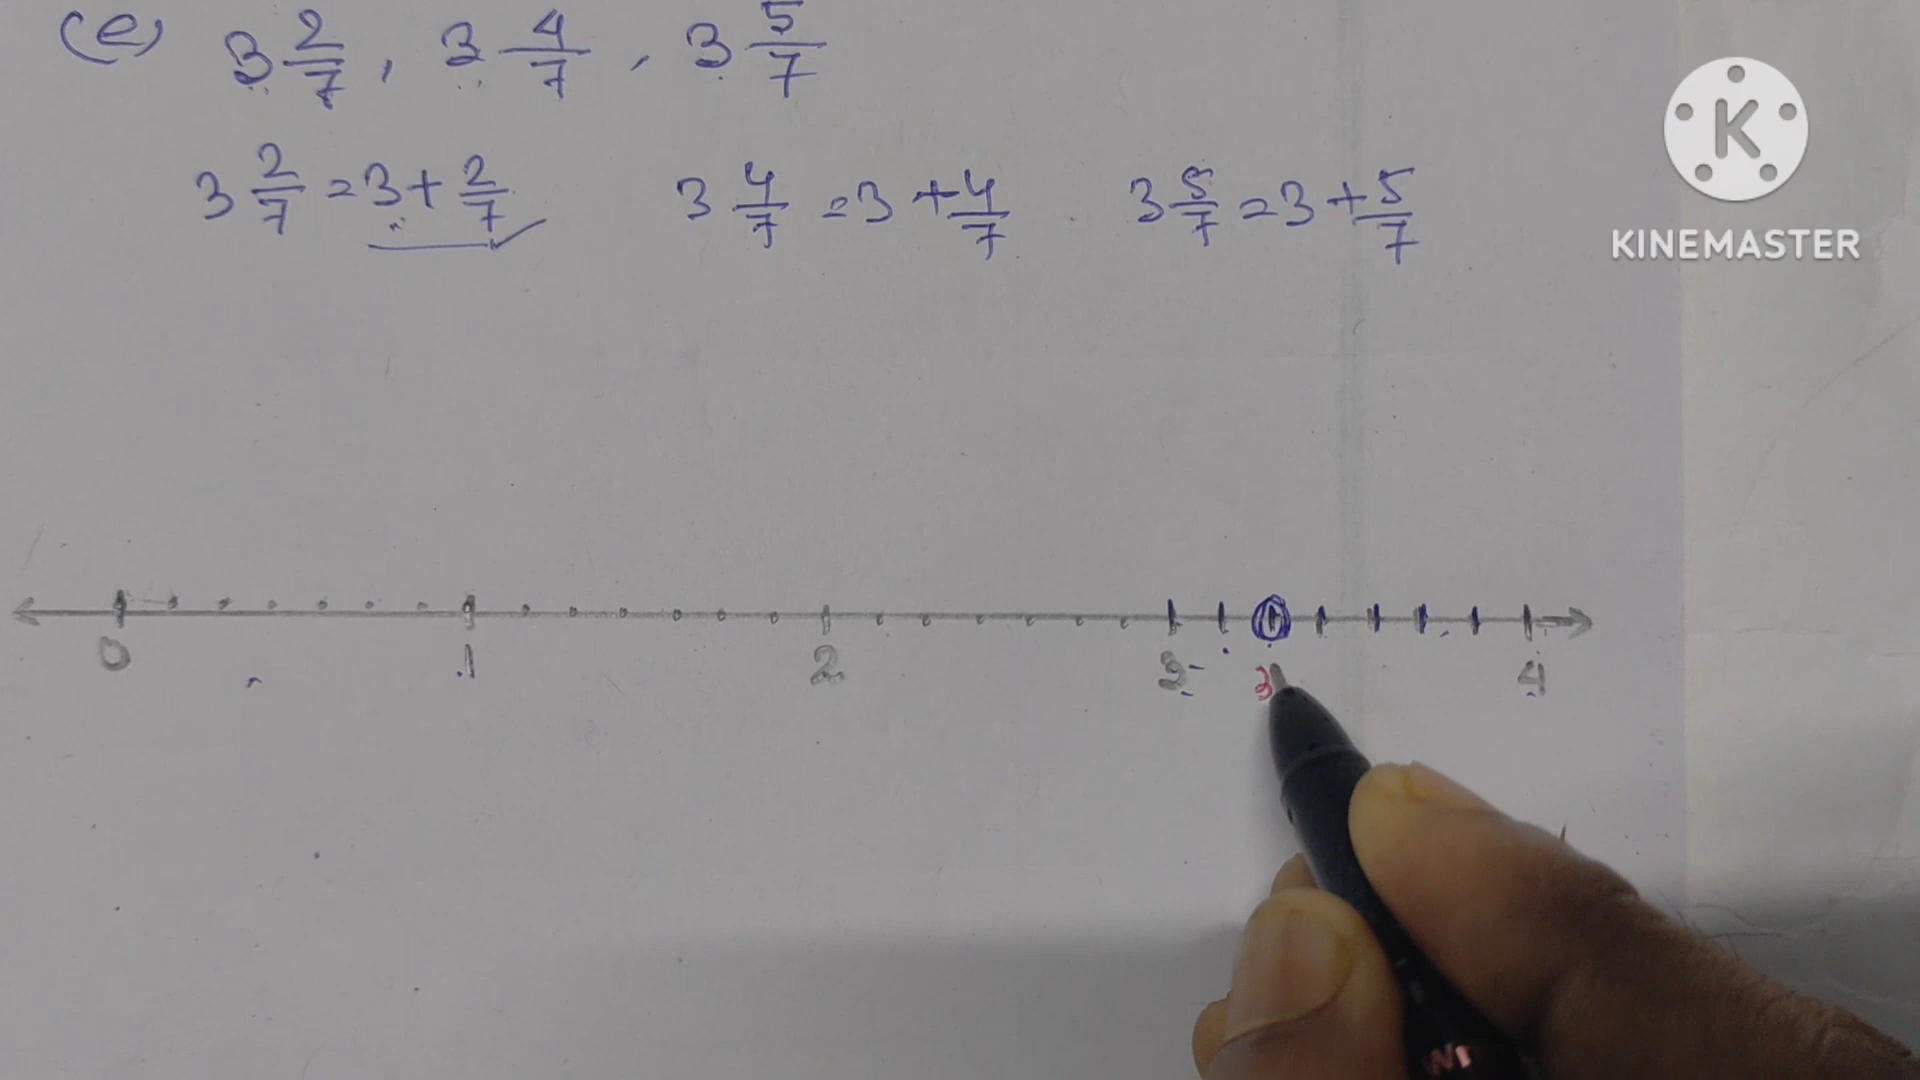 (e) 3 2/7 , 3 4/7 , 3 5/7
3 2/7 = 3 + 2/7 3 4/7 = 3 + 4/7 3 5/7 = 3 + 5/7
K
KINEMASTER
0 1 2 3 3 4